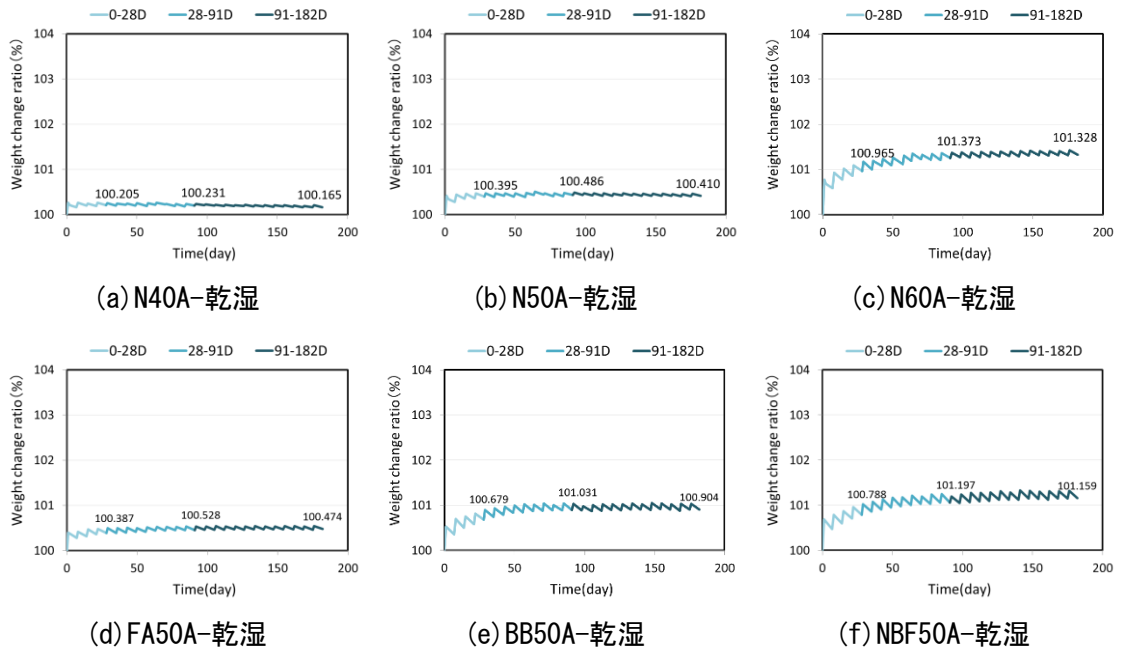 0-28D 28-91D 91-182D
Weight change ratio(%)
104
103
102
101
100
100.205 100.231 100.165
0 50 100 150 200
Time(day)
(a)N40A-乾湿
0-28D 28-91D 91-182D
Weight change ratio(%)
104
103
102
101
100
100.395 100.486 100.410
0 50 100 150 200
Time(day)
(b)N50A-乾湿
0-28D 28-91D 91-182D
Weight change ratio(%)
104
103
102
101
100
100.965 101.373 101.328
0 50 100 150 200
Time(day)
(c)N60A-乾湿
0-28D 28-91D 91-182D
Weight change ratio(%)
104
103
102
101
100
100.387 100.528 100.474
0 50 100 150 200
Time(day)
(d)FA50A-乾湿
0-28D 28-91D 91-182D
Weight change ratio(%)
104
103
102
101
100
100.679 101.031 100.904
0 50 100 150 200
Time(day)
(e)BB50A-乾湿
0-28D 28-91D 91-182D
Weight change ratio(%)
104
103
102
101
100
100.788 101.197 101.159
0 50 100 150 200
Time(day)
(f)NBF50A-乾湿